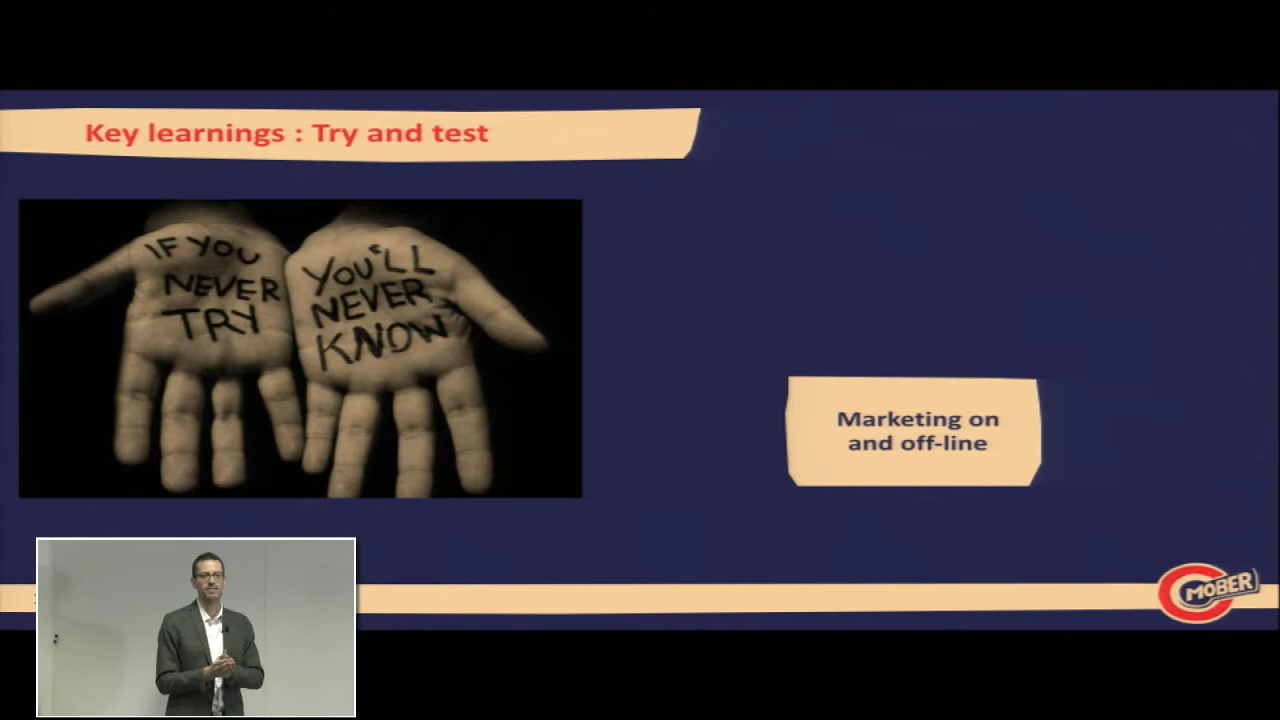 Key learnings : Try and test
IF YOU
NEVER
TRY
YOU'LL
NEVER
KNOW
Marketing on
and off-line
MOBER